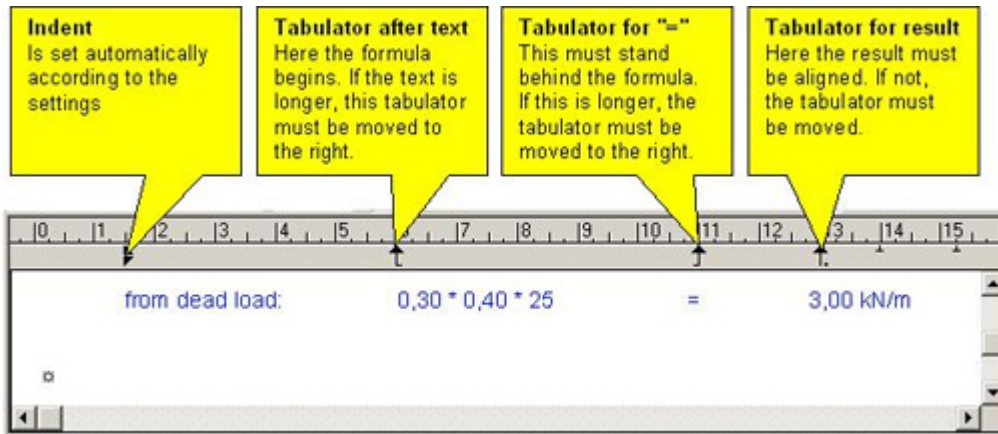 Indent
Is set automatically
according to the
settings
Tabulator after text
Here the formula
begins. If the text is
longer, this tabulator
must be moved to
the right.
Tabulator for "="
This must stand
behind the formula.
If this is longer, the
tabulator must be
moved to the right.
Tabulator for result
Here the result must
be aligned. If not,
the tabulator must
be moved.
0 1 2 3 4 5 7 8 9 10 11 12 13 14 15
from dead load: 0,30 * 0,40 * 25 = 3,00 kN/m
¤